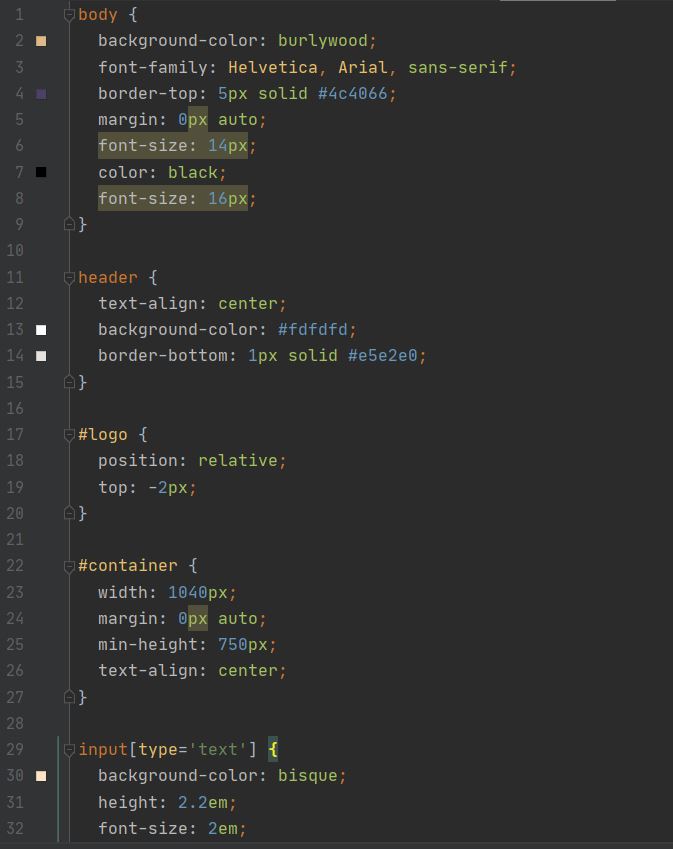 1 body {
2 background-color: burlywood;
3 font-family: Helvetica, Arial, sans-serif;
4 border-top: 5px solid #4c4066;
5 margin: 0px auto;
6 font-size: 14px;
7 color: black;
8 font-size: 16px;
9 }
10
11 header {
12 text-align: center;
13 background-color: #fdfdfd;
14 border-bottom: 1px solid #e5e2e0;
15 }
16
17 #logo {
18 position: relative;
19 top: -2px;
20 }
21
22 #container {
23 width: 1040px;
24 margin: 0px auto;
25 min-height: 750px;
26 text-align: center;
27 }
28
29 input[type='text'] {
30 background-color: bisque;
31 height: 2.2em;
32 font-size: 2em;